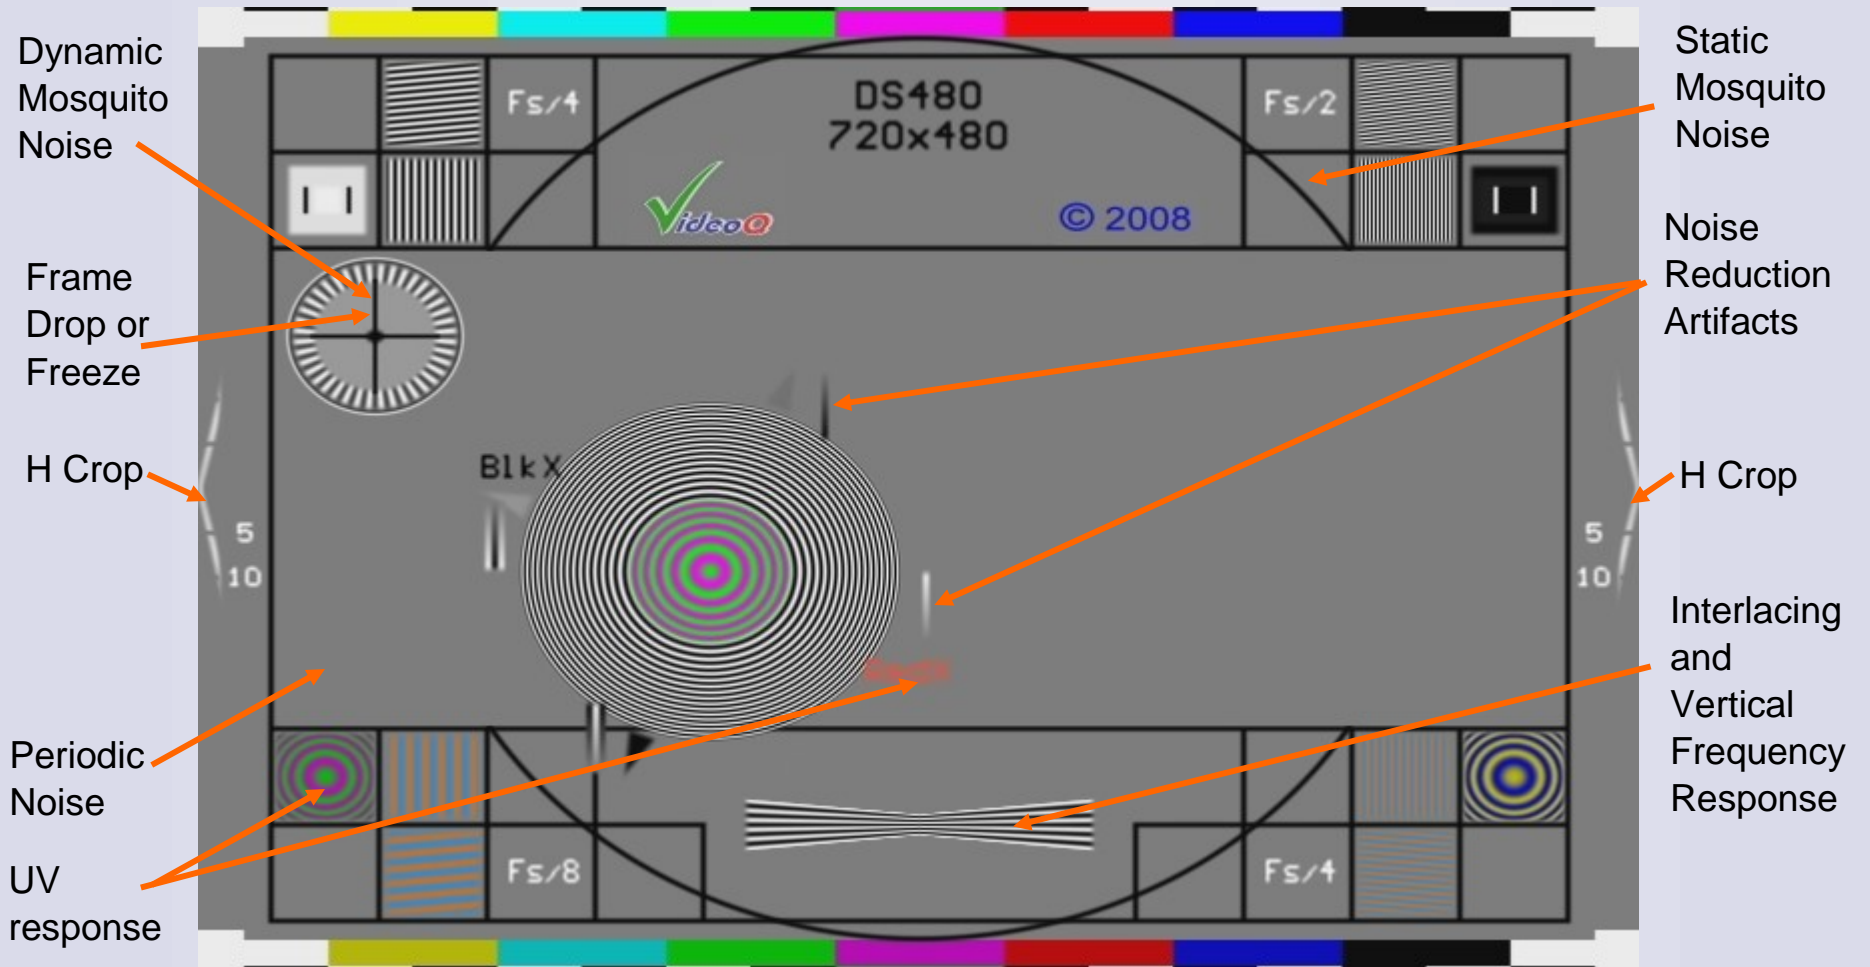 Dynamic
Mosquito
Noise
Frame
Drop or
Freeze
H Crop
Periodic
Noise
UV
response
Fs/4
DS480
720x480
Fs/2
VideoQ
© 2008
BlkX
5
10
5
10
Fs/8
Fs/4
Static
Mosquito
Noise
Noise
Reduction
Artifacts
H Crop
Interlacing
and
Vertical
Frequency
Response